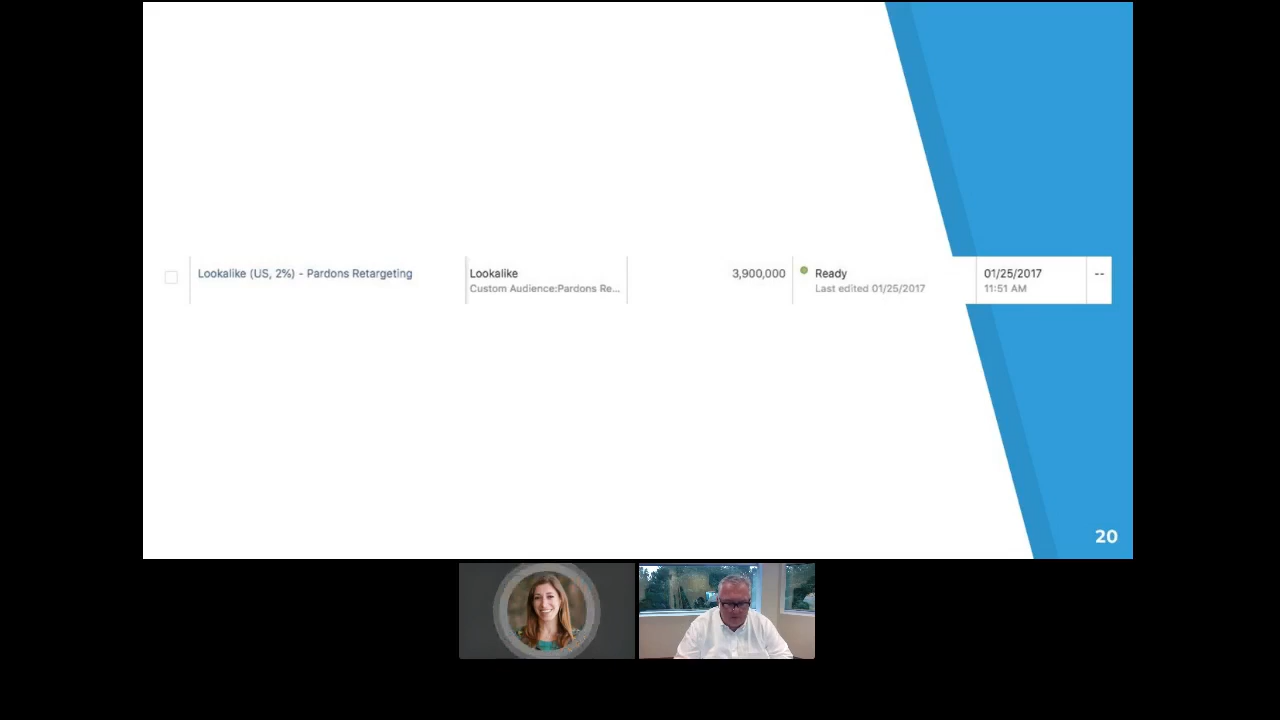 Lookalike (US, 2%) - Pardons Retargeting
Lookalike
Custom Audience:Pardons Re...
3,900,000
Ready
Last edited 01/25/2017
01/25/2017
11:51 AM
--
20